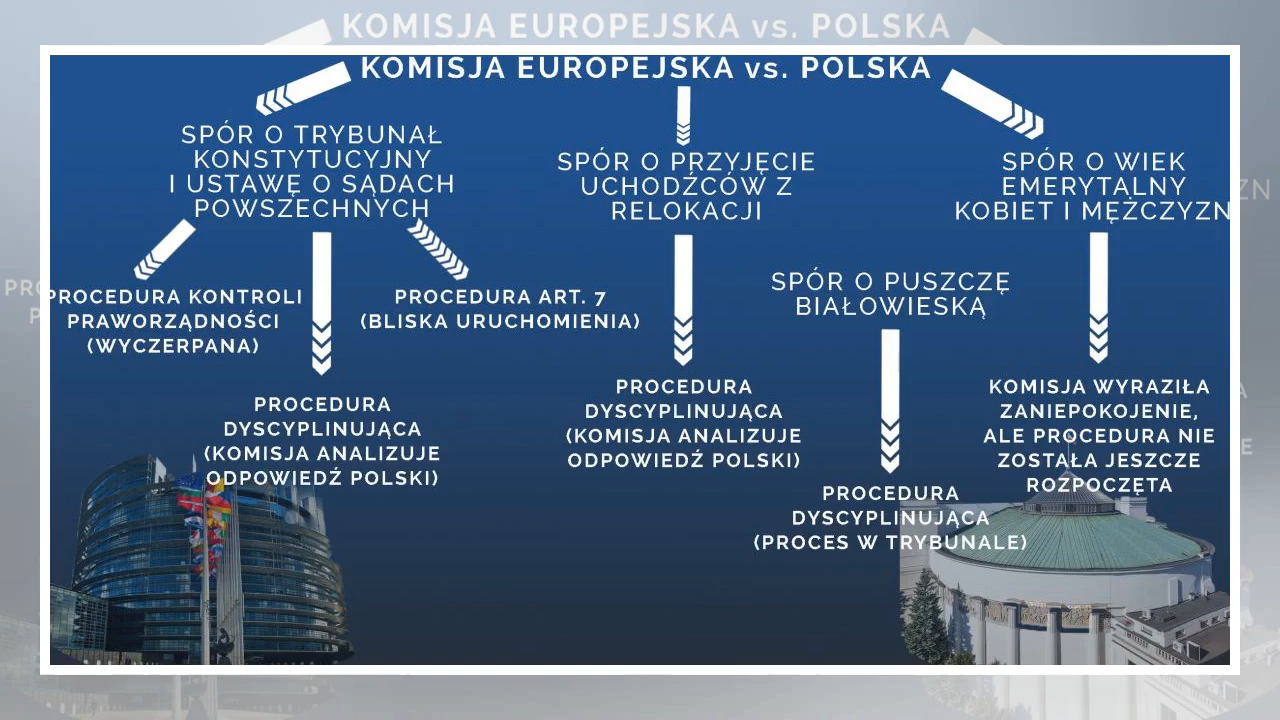 KOMISJA EUROPEJSKA vs. POLSKA
KOMISJA EUROPEJSKA vs. POLSKA
SPÓR O TRYBUNAŁ
KONSTYTUCYJNY
I USTAWĘ O SĄDACH
POWSZECHNYCH
PROCEDURA KONTROLI
PRAWORZĄDNOŚCI
(WYCZERPANA)
PROCEDURA
DYSCYPLINUJĄCA
(KOMISJA ANALIZUJE
ODPOWIEDŹ POLSKI)
PROCEDURA ART. 7
(BLISKA URUCHOMIENIA)
SPÓR O PRZYJĘCIE
UCHODŹCÓW Z
RELOKACJI
PROCEDURA
DYSCYPLINUJĄCA
(KOMISJA ANALIZUJE
ODPOWIEDŹ POLSKI)
SPÓR O PUSZCZĘ
BIAŁOWIESKĄ
PROCEDURA
DYSCYPLINUJĄCA
(PROCES W TRYBUNALE)
SPÓR O WIEK
EMERYTALNY
KOBIET I MĘŻCZYZN
KOMISJA WYRAZIŁA
ZANIEPOKOJENIE,
ALE PROCEDURA NIE
ZOSTAŁA JESZCZE
ROZPOCZĘTA